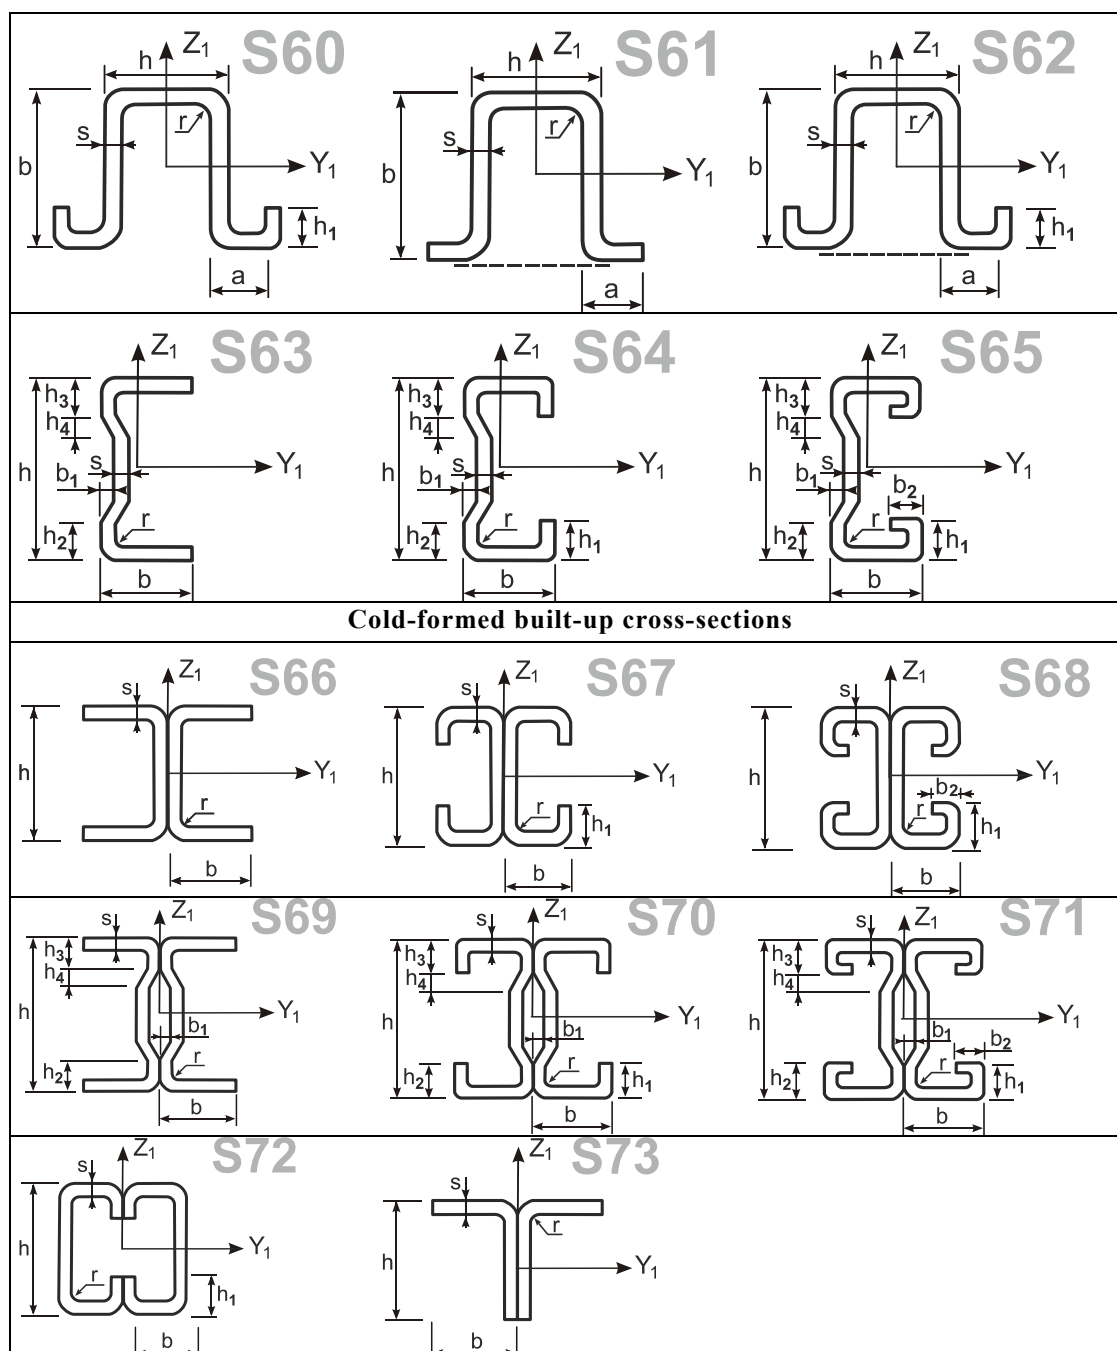 S60 S61 S62
Z1 Z1 Z1
h h h
r r r
s s s
b b b
Y1 Y1 Y1
h1 h1
a a a
S63 S64 S65
Z1 Z1 Z1
h3 h3 h3
h4 h4 h4
h s b1 Y1 h s b1 Y1 h s b1 b2 Y1
h2 r h2 r h1 h2 r h1
b b b
Cold-formed built-up cross-sections
S66 S67 S68
Z1 Z1 Z1
s s s
h Y1 h Y1 h Y1
b2
r r h1 r h1
b b b
S69 S70 S71
Z1 Z1 Z1
s s s
h3 h3 h3
h4 h4 h4
h Y1 h Y1 h Y1
b1 b1 b1 b2
h2 r h2 r h1 h2 r h1
b b b
S72 S73
Z1 Z1
s s
r
h Y1 h Y1
r h1
b b